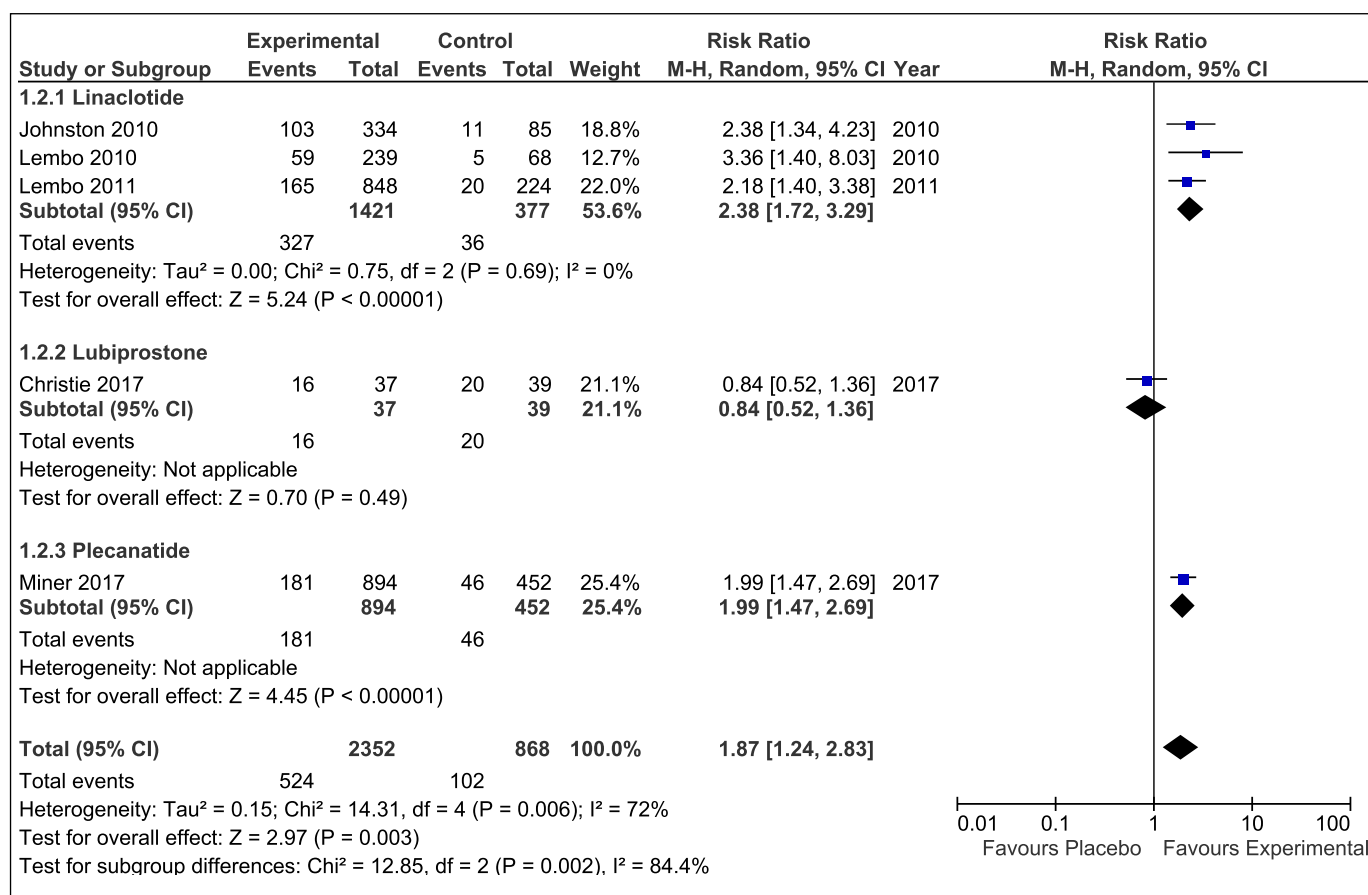 Experimental Control Risk Ratio Risk Ratio
Study or Subgroup Events Total Events Total Weight M-H, Random, 95% CI Year M-H, Random, 95% CI
1.2.1 Linaclotide
Johnston 2010 103 334 11 85 18.8% 2.38 [1.34, 4.23] 2010
Lembo 2010 59 239 5 68 12.7% 3.36 [1.40, 8.03] 2010
Lembo 2011 165 848 20 224 22.0% 2.18 [1.40, 3.38] 2011
Subtotal (95% CI) 1421 377 53.6% 2.38 [1.72, 3.29]
Total events 327 36
Heterogeneity: Tau² = 0.00; Chi² = 0.75, df = 2 (P = 0.69); I² = 0%
Test for overall effect: Z = 5.24 (P < 0.00001)
1.2.2 Lubiprostone
Christie 2017 16 37 20 39 21.1% 0.84 [0.52, 1.36] 2017
Subtotal (95% CI) 37 39 21.1% 0.84 [0.52, 1.36]
Total events 16 20
Heterogeneity: Not applicable
Test for overall effect: Z = 0.70 (P = 0.49)
1.2.3 Plecanatide
Miner 2017 181 894 46 452 25.4% 1.99 [1.47, 2.69] 2017
Subtotal (95% CI) 894 452 25.4% 1.99 [1.47, 2.69]
Total events 181 46
Heterogeneity: Not applicable
Test for overall effect: Z = 4.45 (P < 0.00001)
Total (95% CI) 2352 868 100.0% 1.87 [1.24, 2.83]
Total events 524 102
Heterogeneity: Tau² = 0.15; Chi² = 14.31, df = 4 (P = 0.006); I² = 72%
Test for overall effect: Z = 2.97 (P = 0.003)
Test for subgroup differences: Chi² = 12.85, df = 2 (P = 0.002), I² = 84.4%
0.01 0.1 1 10 100
Favours Placebo Favours Experimental